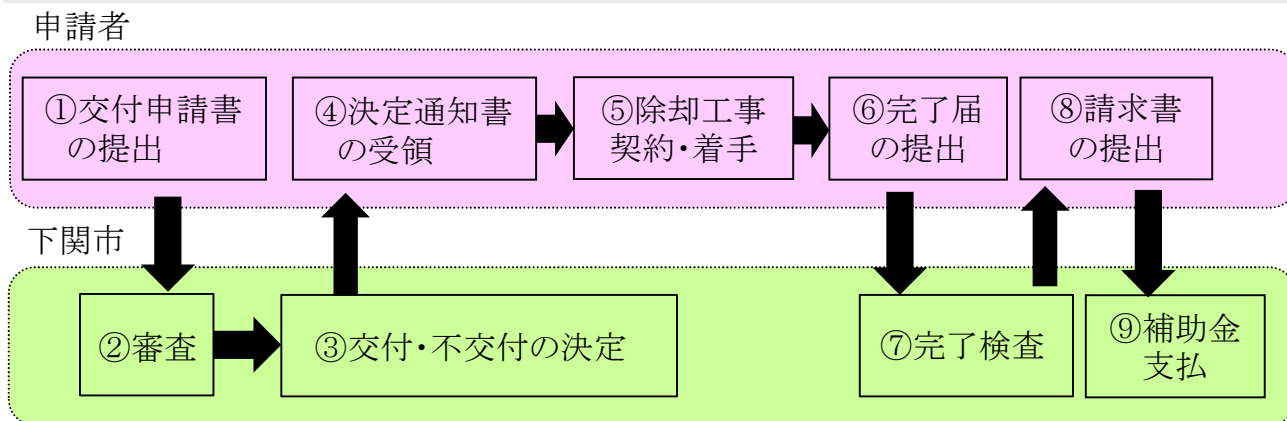 申請者
①交付申請書
の提出
④決定通知書
の受領
⑤除却工事
契約・着手
⑥完了届
の提出
⑧請求書
の提出
下関市
②審査
③交付・不交付の決定
⑦完了検査
⑨補助金
支払